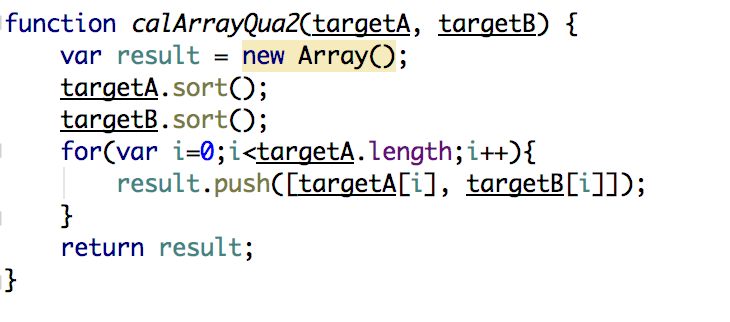 function calArrayQua2(targetA, targetB) {
    var result = new Array();
    targetA.sort();
    targetB.sort();
    for(var i=0;i<targetA.length;i++){
        result.push([targetA[i], targetB[i]]);
    }
    return result;
}